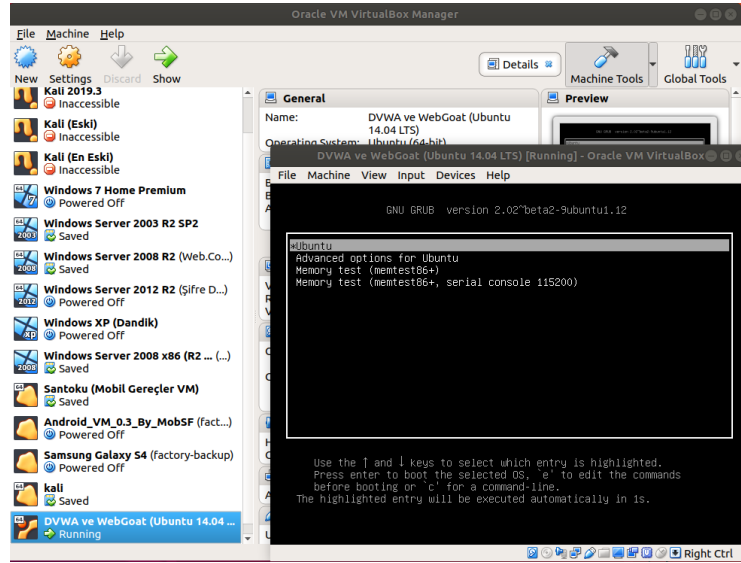 Oracle VM VirtualBox Manager
File Machine Help
New Settings Discard Show
Details
Machine Tools
Global Tools
Kali 2019.3
Inaccessible
Kali (Eski)
Inaccessible
Kali (En Eski)
Inaccessible
Windows 7 Home Premium
Powered Off
Windows Server 2003 R2 SP2
Saved
Windows Server 2008 R2 (Web.Co...)
Saved
Windows Server 2012 R2 (Şifre D...)
Powered Off
Windows XP (Dandik)
Powered Off
Windows Server 2008 x86 (R2 ... (...)
Saved
Santoku (Mobil Gereçler VM)
Saved
Android_VM_0.3_By_MobSF (fact...)
Powered Off
Samsung Galaxy S4 (factory-backup)
Powered Off
kali
Saved
DVWA ve WebGoat (Ubuntu 14.04 ...
Running
General
Name: DVWA ve WebGoat (Ubuntu
14.04 LTS)
Operating System: Ubuntu (64-bit)
Preview
DVWA ve WebGoat (Ubuntu 14.04 LTS) [Running] - Oracle VM VirtualBox
File Machine View Input Devices Help
GNU GRUB version 2.02~beta2-9ubuntu1.12
*Ubuntu
Advanced options for Ubuntu
Memory test (memtest86+)
Memory test (memtest86+, serial console 115200)
Use the ↑ and ↓ keys to select which entry is highlighted.
Press enter to boot the selected OS, `e' to edit the commands
before booting or `c' for a command-line.
The highlighted entry will be executed automatically in 1s.
Right Ctrl